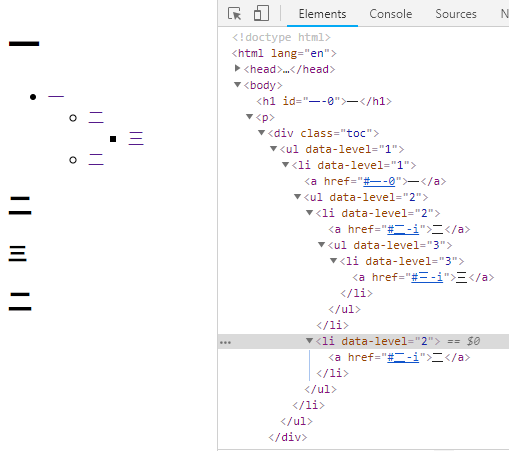 一
一
二
三
二
二
三
二
Elements Console Sources N
<!doctype html>
<html lang="en">
<head>…</head>
<body>
<h1 id="一-0">一</h1>
<p>
<div class="toc">
<ul data-level="1">
<li data-level="1">
<a href="#一-0">一</a>
<ul data-level="2">
<li data-level="2">
<a href="#二-i">二</a>
<ul data-level="3">
<li data-level="3">
<a href="#三-i">三</a>
</li>
</ul>
</li>
<li data-level="2"> == $0
<a href="#二-i">二</a>
</li>
</ul>
</li>
</ul>
</div>